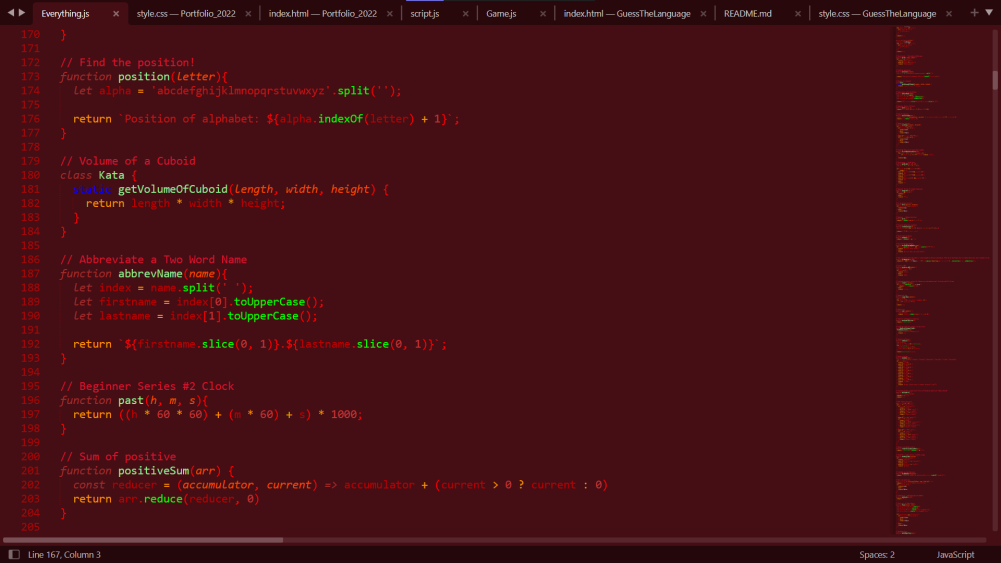 Everything.js
style.css — Portfolio_2022
index.html — Portfolio_2022
script.js
Game.js
index.html — GuessTheLanguage
README.md
style.css — GuessTheLanguage
170 }
171
172 // Find the position!
173 function position(letter){
174 let alpha = 'abcdefghijklmnopqrstuvwxyz'.split(``);
175
176 return `Position of alphabet: ${alpha.indexOf(letter) + 1}`;
177 }
178
179 // Volume of a Cuboid
180 class Kata {
181 static getVolumeOfCuboid(length, width, height) {
182 return length * width * height;
183 }
184 }
185
186 // Abbreviate a Two Word Name
187 function abbrevName(name){
188 let index = name.split(' ');
189 let firstname = index[0].toUpperCase();
190 let lastname = index[1].toUpperCase();
191
192 return `${firstname.slice(0, 1)}.${lastname.slice(0, 1)}`;
193 }
194
195 // Beginner Series #2 Clock
196 function past(h, m, s){
197 return ((h * 60 * 60) + (m * 60) + s) * 1000;
198 }
199
200 // Sum of positive
201 function positiveSum(arr) {
202 const reducer = (accumulator, current) => accumulator + (current > 0 ? current : 0)
203 return arr.reduce(reducer, 0)
204 }
205
Line 167, Column 3
Spaces: 2
JavaScript